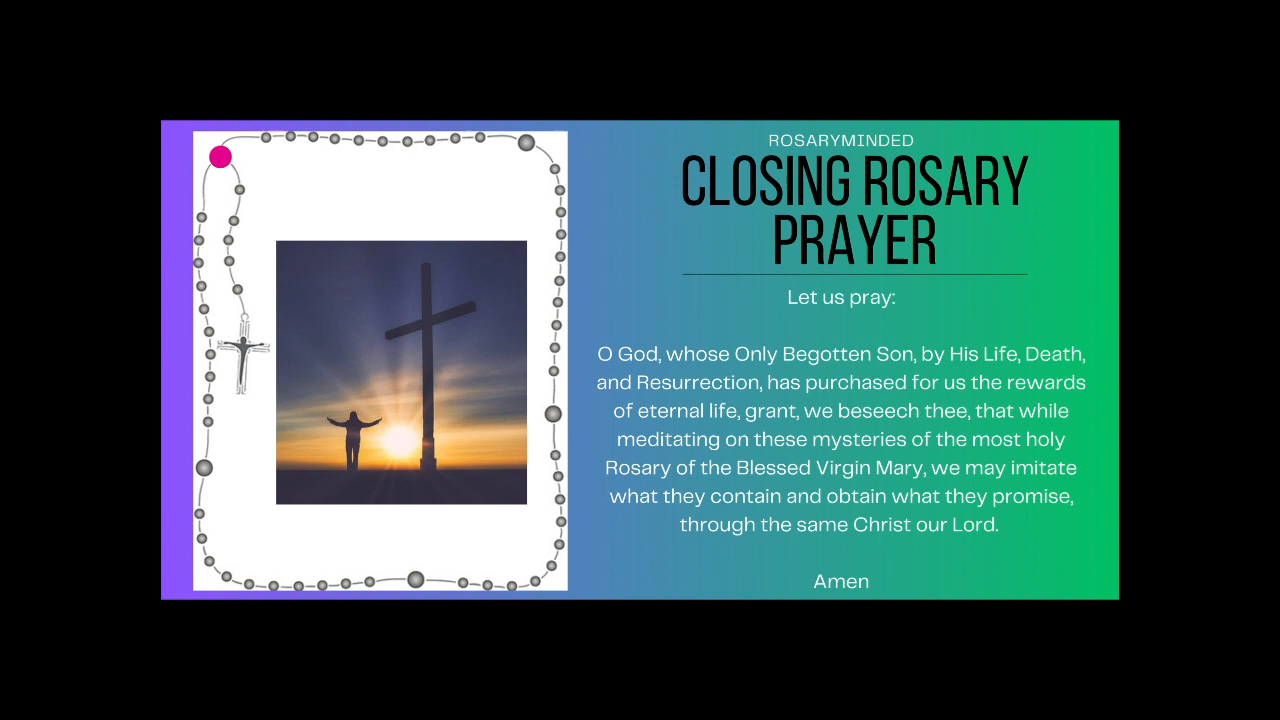 ROSARYMINDED
CLOSING ROSARY
PRAYER
Let us pray:
O God, whose Only Begotten Son, by His Life, Death,
and Resurrection, has purchased for us the rewards
of eternal life, grant, we beseech thee, that while
meditating on these mysteries of the most holy
Rosary of the Blessed Virgin Mary, we may imitate
what they contain and obtain what they promise,
through the same Christ our Lord.
Amen